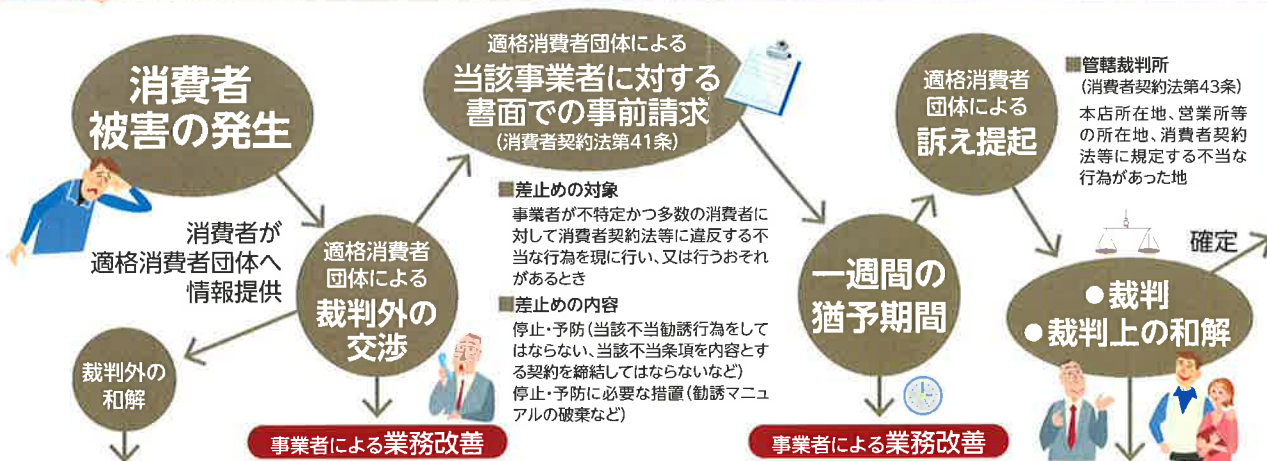 消費者
被害の発生
消費者が
適格消費者団体へ
情報提供
適格消費者
団体による
裁判外の
交渉
裁判外の
和解
事業者による業務改善
適格消費者団体による
当該事業者に対する
書面での事前請求
(消費者契約法第41条)
■差止めの対象
事業者が不特定かつ多数の消費者に
対して消費者契約法等に違反する不
当な行為を現に行い、又は行うおそれ
があるとき
■差止めの内容
停止・予防(当該不当勧誘行為をして
はならない、当該不当条項を内容とす
る契約を締結してはならないなど)
停止・予防に必要な措置(勧誘マニュ
アルの破棄など)
一週間の
猶予期間
事業者による業務改善
適格消費者
団体による
訴え提起
■管轄裁判所
(消費者契約法第43条)
本店所在地、営業所等
の所在地、消費者契約
法等に規定する不当な
行為があった地
●裁判
●裁判上の和解
確定